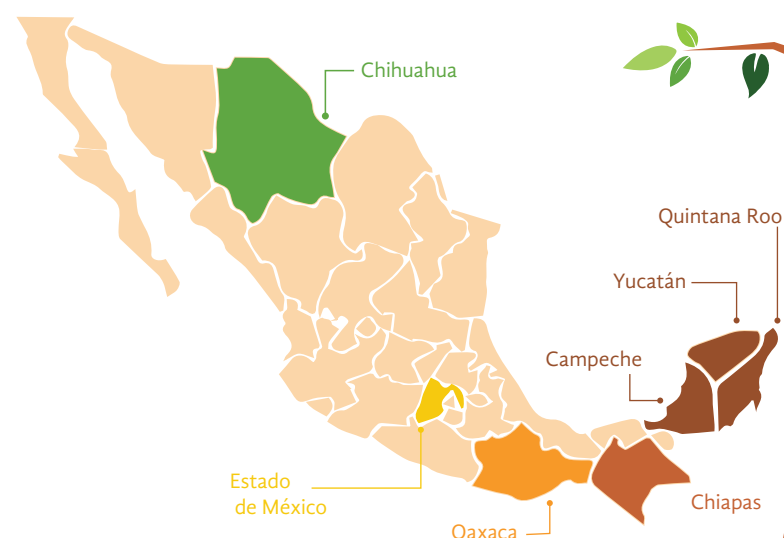 Chihuahua
Quintana Roo
Yucatán
Campeche
Estado
de México
Chiapas
Oaxaca